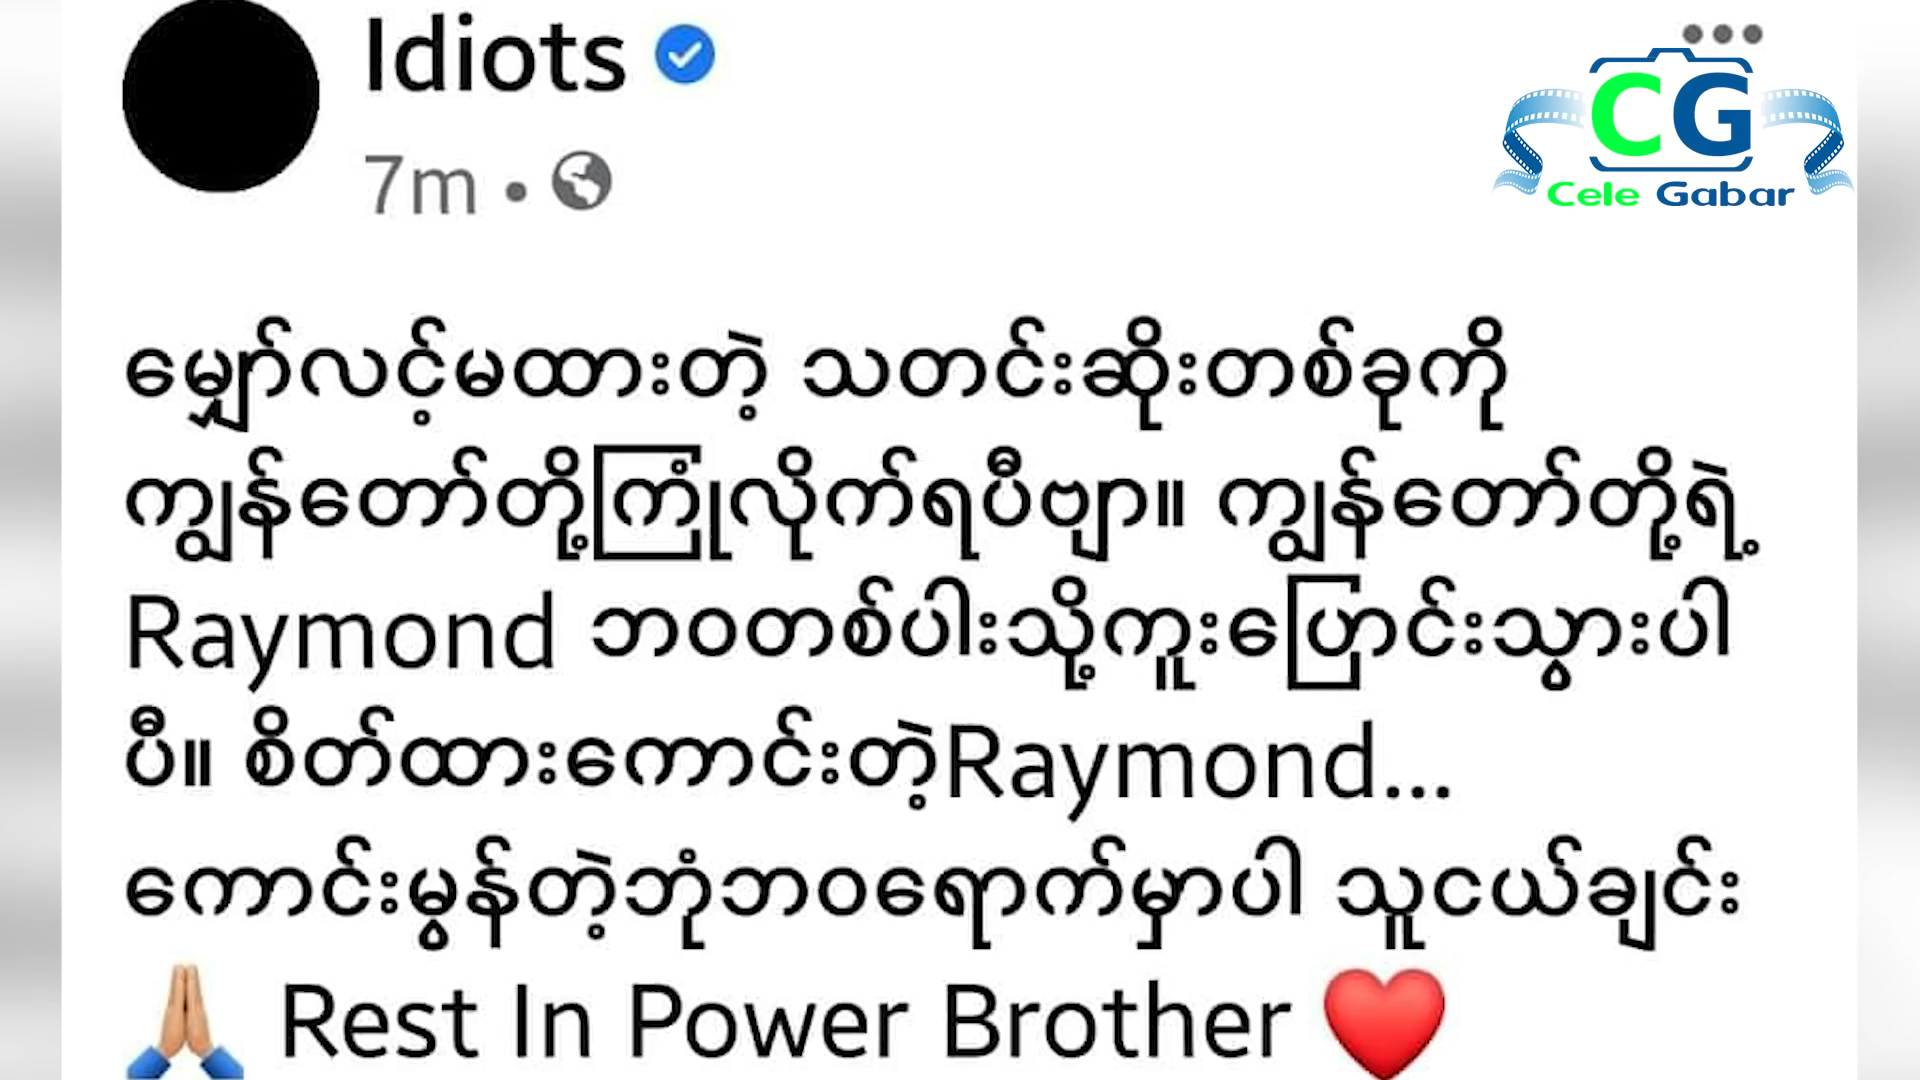 Idiots
7m
CG
Cele Gabar
မျှော်လင့်မထားတဲ့ သတင်းဆိုးတစ်ခုကို
ကျွန်တော်တို့ကြုံလိုက်ရပီဗျာ။ ကျွန်တော်တို့ရဲ့
Raymond ဘဝတစ်ပါးသို့ကူးပြောင်းသွားပါ
ပီ။ စိတ်ထားကောင်းတဲ့Raymond...
ကောင်းမွန်တဲ့ဘုံဘဝရောက်မှာပါ သူငယ်ချင်း
🙏🏼 Rest In Power Brother ❤️